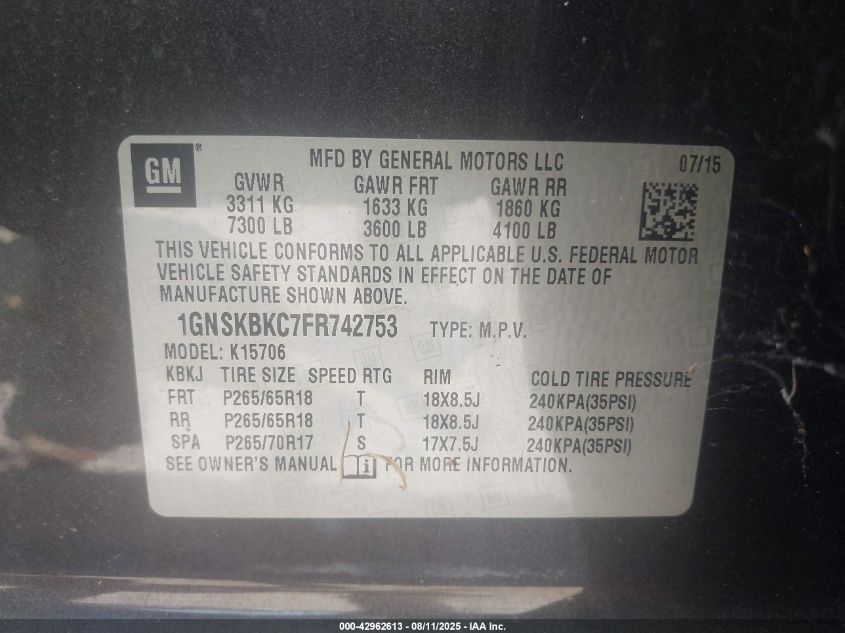 GM ®
MFD BY GENERAL MOTORS LLC 07/15
GVWR GAWR FRT GAWR RR
3311 KG 1633 KG 1860 KG
7300 LB 3600 LB 4100 LB
THIS VEHICLE CONFORMS TO ALL APPLICABLE U.S. FEDERAL MOTOR
VEHICLE SAFETY STANDARDS IN EFFECT ON THE DATE OF
MANUFACTURE SHOWN ABOVE.
1GNSKBKC7FR742753 TYPE: M.P.V.
MODEL: K15706
KBKJ TIRE SIZE SPEED RTG RIM COLD TIRE PRESSURE
FRT P265/65R18 T 18X8.5J 240KPA(35PSI)
RR P265/65R18 T 18X8.5J 240KPA(35PSI)
SPA P265/70R17 S 17X7.5J 240KPA(35PSI)
SEE OWNER'S MANUAL i FOR MORE INFORMATION.
000-42962613 - 08/11/2025 - IAA Inc.